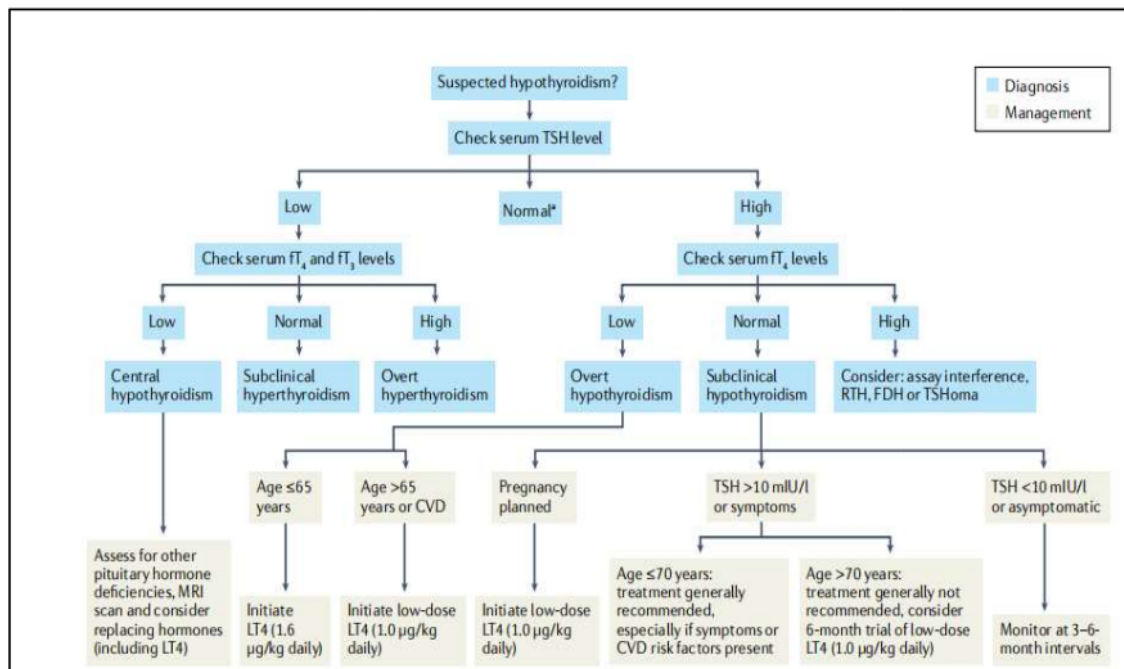 Suspected hypothyroidism?
Diagnosis
Management
Check serum TSH level
Low
Normalᵃ
High
Check serum fT₄ and fT₃ levels
Check serum fT₄ levels
Low
Normal
High
Low
Normal
High
Central
hypothyroidism
Subclinical
hyperthyroidism
Overt
hyperthyroidism
Overt
hypothyroidism
Subclinical
hypothyroidism
Consider: assay interference,
RTH, FDH or TSHoma
Age ≤65
years
Age >65
years or CVD
Pregnancy
planned
TSH >10 mIU/l
or symptoms
TSH <10 mIU/l
or asymptomatic
Assess for other
pituitary hormone
deficiencies, MRI
scan and consider
replacing hormones
(including LT4)
Initiate
LT4 (1.6
μg/kg daily)
Initiate low-dose
LT4 (1.0 μg/kg
daily)
Initiate low-dose
LT4 (1.0 μg/kg
daily)
Age ≤70 years:
treatment generally
recommended,
especially if symptoms or
CVD risk factors present
Age >70 years:
treatment generally not
recommended, consider
6-month trial of low-dose
LT4 (1.0 μg/kg daily)
Monitor at 3–6-
month intervals